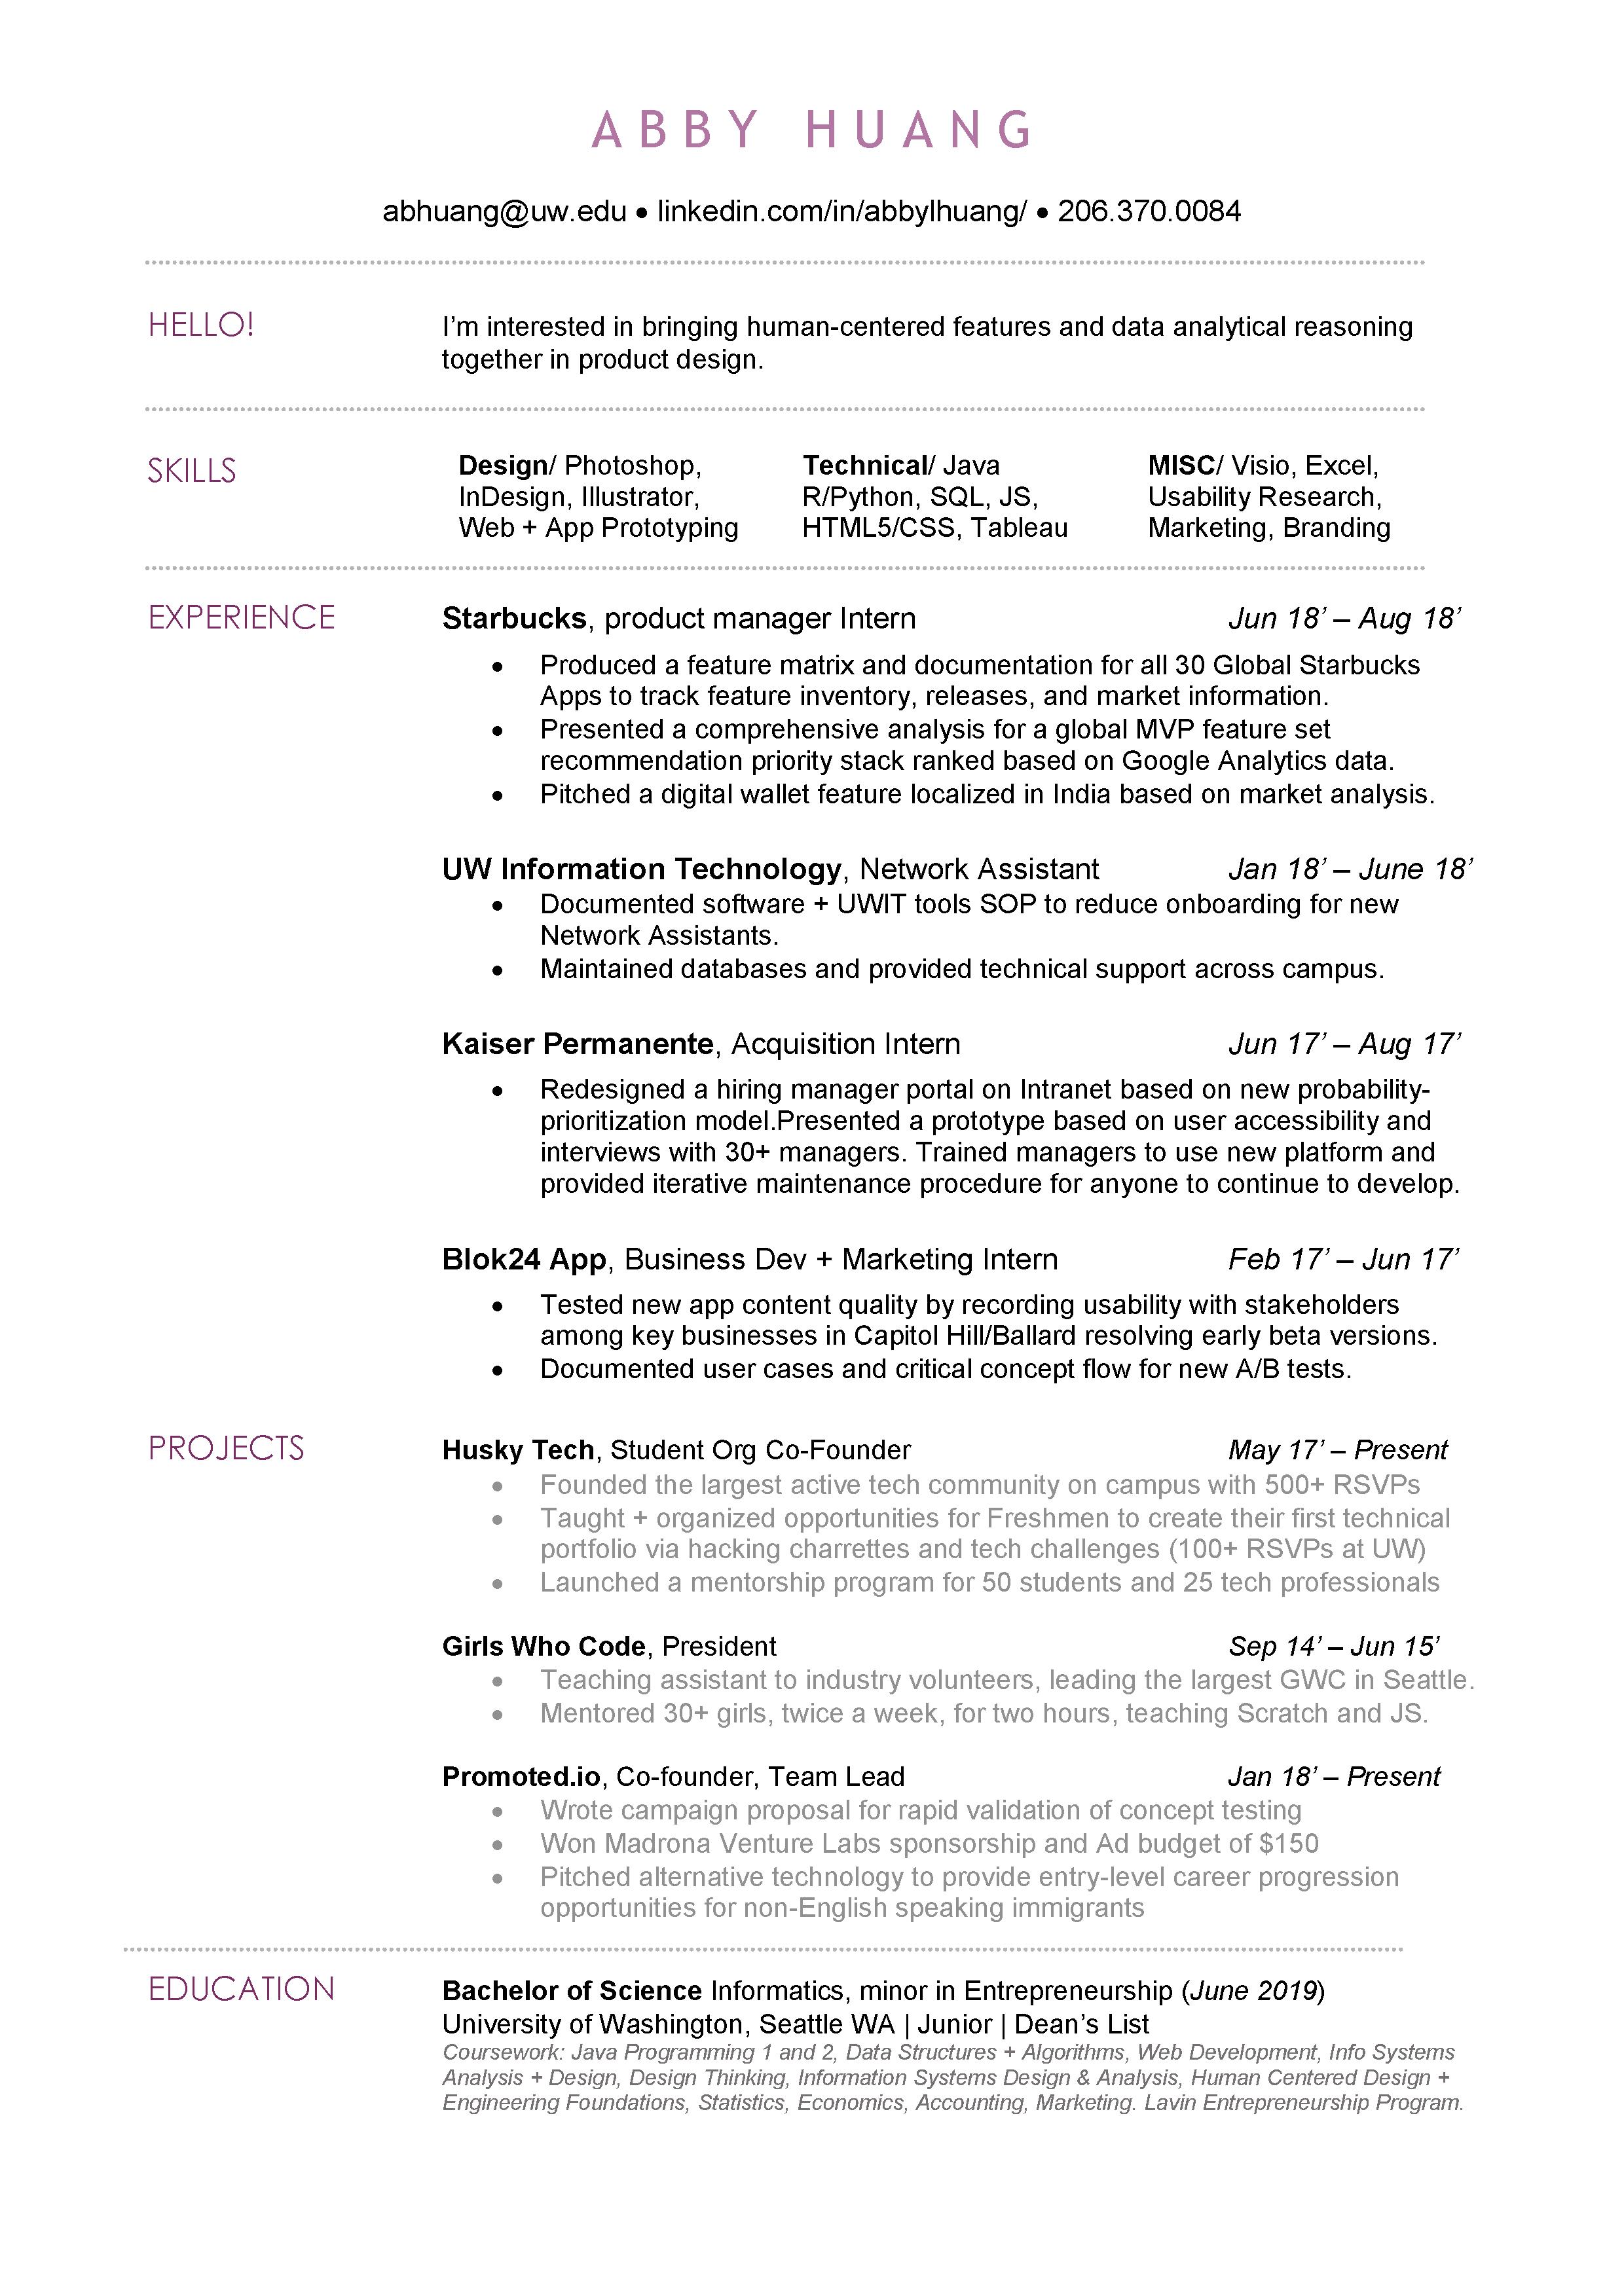 ABBY HUANG
abhuang@uw.edu • linkedin.com/in/abbylhuang/ • 206.370.0084
HELLO!
I’m interested in bringing human-centered features and data analytical reasoning
together in product design.
SKILLS
Design/ Photoshop,
InDesign, Illustrator,
Web + App Prototyping
Technical/ Java
R/Python, SQL, JS,
HTML5/CSS, Tableau
MISC/ Visio, Excel,
Usability Research,
Marketing, Branding
EXPERIENCE
Starbucks, product manager Intern Jun 18’ – Aug 18’
• Produced a feature matrix and documentation for all 30 Global Starbucks
Apps to track feature inventory, releases, and market information.
• Presented a comprehensive analysis for a global MVP feature set
recommendation priority stack ranked based on Google Analytics data.
• Pitched a digital wallet feature localized in India based on market analysis.
UW Information Technology, Network Assistant Jan 18’ – June 18’
• Documented software + UWIT tools SOP to reduce onboarding for new
Network Assistants.
• Maintained databases and provided technical support across campus.
Kaiser Permanente, Acquisition Intern Jun 17’ – Aug 17’
• Redesigned a hiring manager portal on Intranet based on new probability-
prioritization model.Presented a prototype based on user accessibility and
interviews with 30+ managers. Trained managers to use new platform and
provided iterative maintenance procedure for anyone to continue to develop.
Blok24 App, Business Dev + Marketing Intern Feb 17’ – Jun 17’
• Tested new app content quality by recording usability with stakeholders
among key businesses in Capitol Hill/Ballard resolving early beta versions.
• Documented user cases and critical concept flow for new A/B tests.
PROJECTS
Husky Tech, Student Org Co-Founder May 17’ – Present
• Founded the largest active tech community on campus with 500+ RSVPs
• Taught + organized opportunities for Freshmen to create their first technical
portfolio via hacking charrettes and tech challenges (100+ RSVPs at UW)
• Launched a mentorship program for 50 students and 25 tech professionals
Girls Who Code, President Sep 14’ – Jun 15’
• Teaching assistant to industry volunteers, leading the largest GWC in Seattle.
• Mentored 30+ girls, twice a week, for two hours, teaching Scratch and JS.
Promoted.io, Co-founder, Team Lead Jan 18’ – Present
• Wrote campaign proposal for rapid validation of concept testing
• Won Madrona Venture Labs sponsorship and Ad budget of $150
• Pitched alternative technology to provide entry-level career progression
opportunities for non-English speaking immigrants
EDUCATION
Bachelor of Science Informatics, minor in Entrepreneurship (June 2019)
University of Washington, Seattle WA | Junior | Dean’s List
Coursework: Java Programming 1 and 2, Data Structures + Algorithms, Web Development, Info Systems
Analysis + Design, Design Thinking, Information Systems Design & Analysis, Human Centered Design +
Engineering Foundations, Statistics, Economics, Accounting, Marketing. Lavin Entrepreneurship Program.